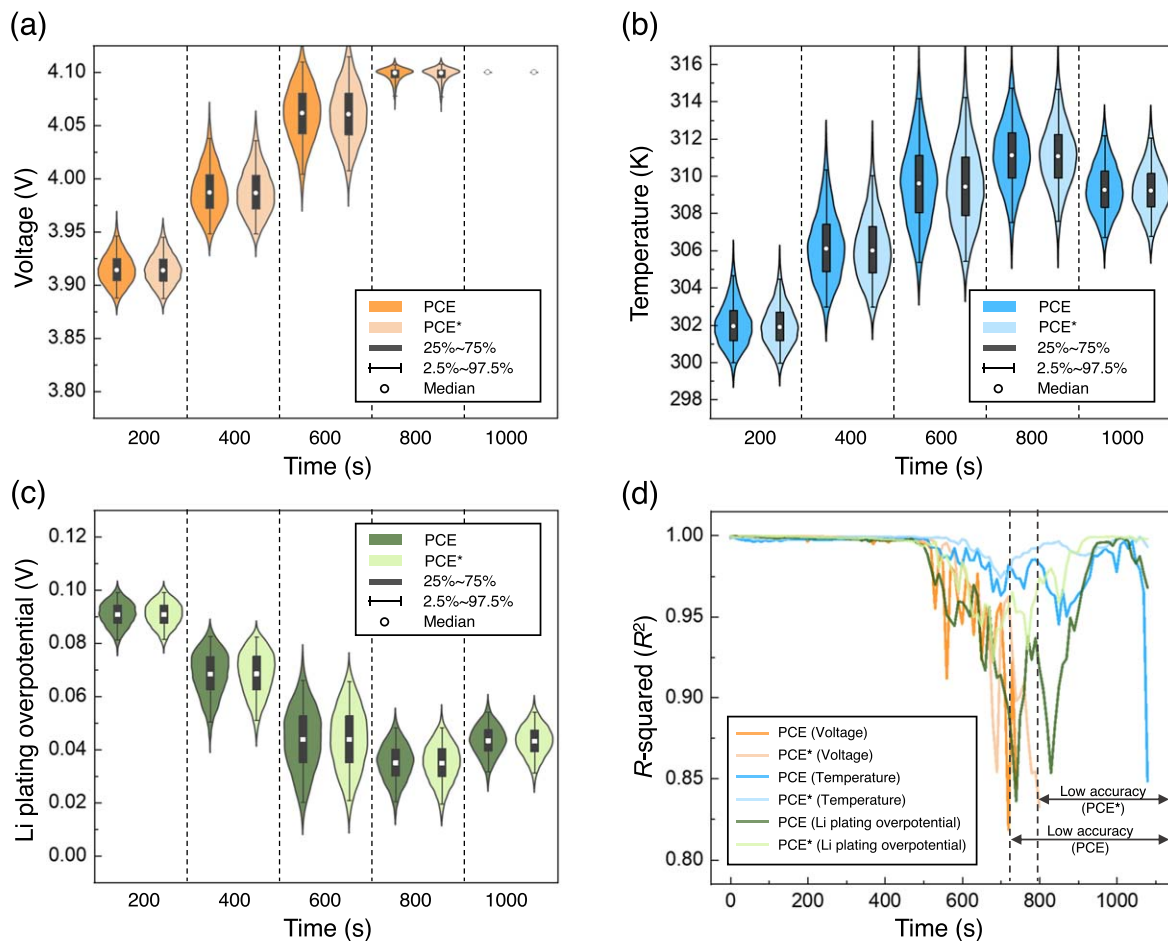 (a)
Voltage (V)
4.10
4.05
4.00
3.95
3.90
3.85
3.80
PCE
PCE*
25%~75%
2.5%~97.5%
Median
200 400 600 800 1000
Time (s)
(b)
Temperature (K)
316
314
312
310
308
306
304
302
300
298
PCE
PCE*
25%~75%
2.5%~97.5%
Median
200 400 600 800 1000
Time (s)
(c)
Li plating overpotential (V)
0.12
0.10
0.08
0.06
0.04
0.02
0.00
PCE
PCE*
25%~75%
2.5%~97.5%
Median
200 400 600 800 1000
Time (s)
(d)
R-squared (R²)
1.00
0.95
0.90
0.85
0.80
PCE (Voltage)
PCE* (Voltage)
PCE (Temperature)
PCE* (Temperature)
PCE (Li plating overpotential)
PCE* (Li plating overpotential)
Low accuracy
(PCE*)
Low accuracy
(PCE)
0 200 400 600 800 1000
Time (s)